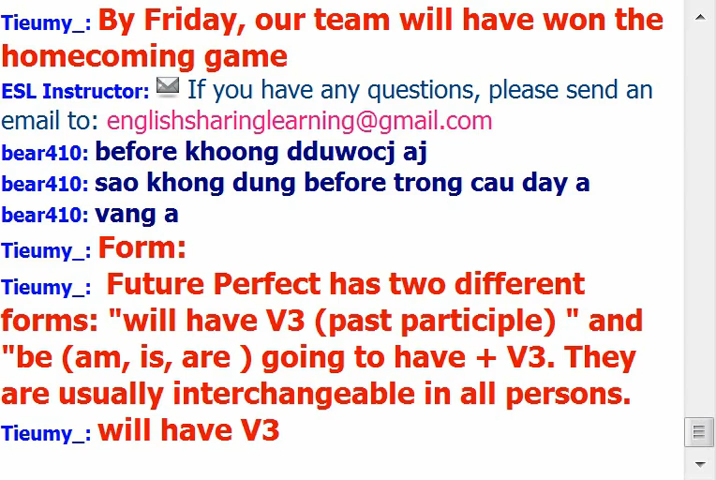 Tieumy_: By Friday, our team will have won the
homecoming game
ESL Instructor: If you have any questions, please send an
email to: englishsharinglearning@gmail.com
bear410: before khoong dduwocj aj
bear410: sao khong dung before trong cau day a
bear410: vang a
Tieumy_: Form:
Tieumy_: Future Perfect has two different
forms: "will have V3 (past participle) " and
"be (am, is, are ) going to have + V3. They
are usually interchangeable in all persons.
Tieumy_: will have V3